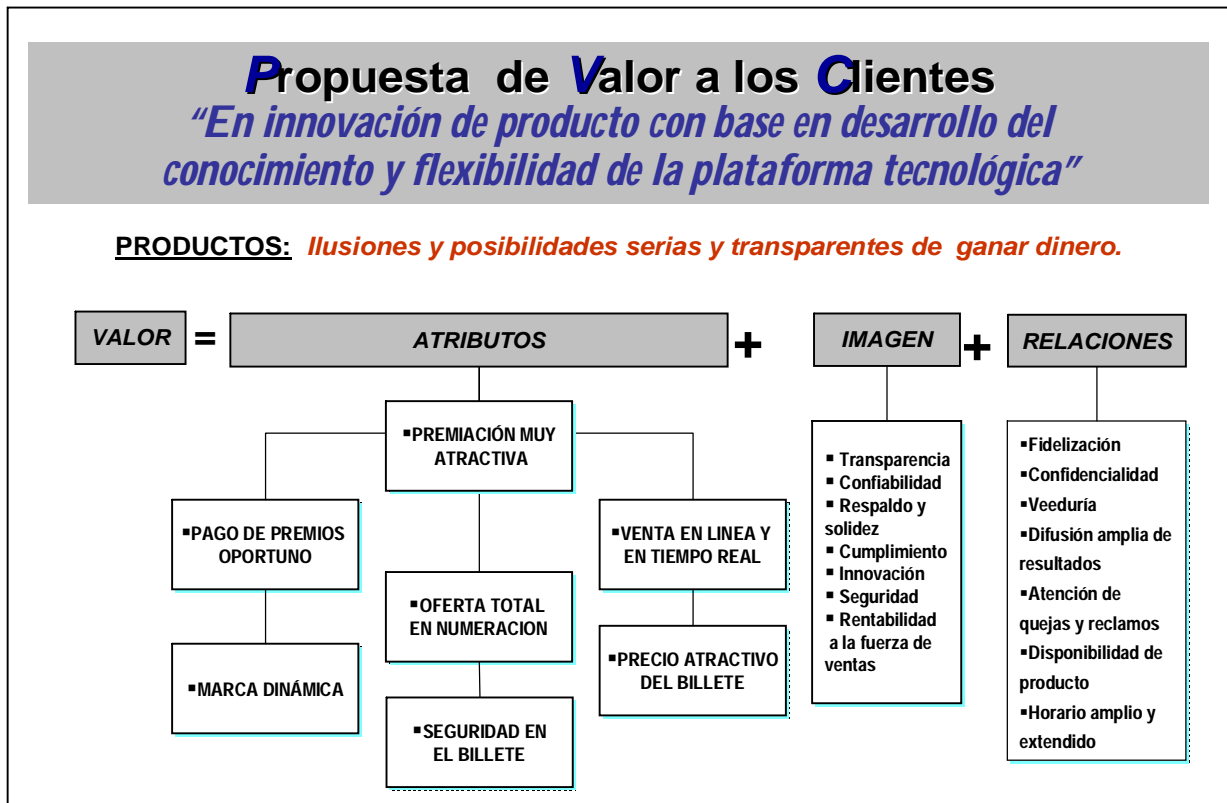 Propuesta de Valor a los Clientes
“En innovación de producto con base en desarrollo del
conocimiento y flexibilidad de la plataforma tecnológica”
PRODUCTOS: Ilusiones y posibilidades serias y transparentes de ganar dinero.
VALOR = ATRIBUTOS + IMAGEN + RELACIONES
▪PREMIACIÓN MUY
ATRACTIVA
▪PAGO DE PREMIOS
OPORTUNO
▪MARCA DINÁMICA
▪OFERTA TOTAL
EN NUMERACION
▪SEGURIDAD EN
EL BILLETE
▪VENTA EN LINEA Y
EN TIEMPO REAL
▪PRECIO ATRACTIVO
DEL BILLETE
▪ Transparencia
▪ Confiabilidad
▪ Respaldo y
solidez
▪ Cumplimiento
▪ Innovación
▪ Seguridad
▪ Rentabilidad
a la fuerza de
ventas
▪Fidelización
▪Confidencialidad
▪Veeduría
▪Difusión amplia de
resultados
▪Atención de
quejas y reclamos
▪Disponibilidad de
producto
▪Horario amplio y
extendido